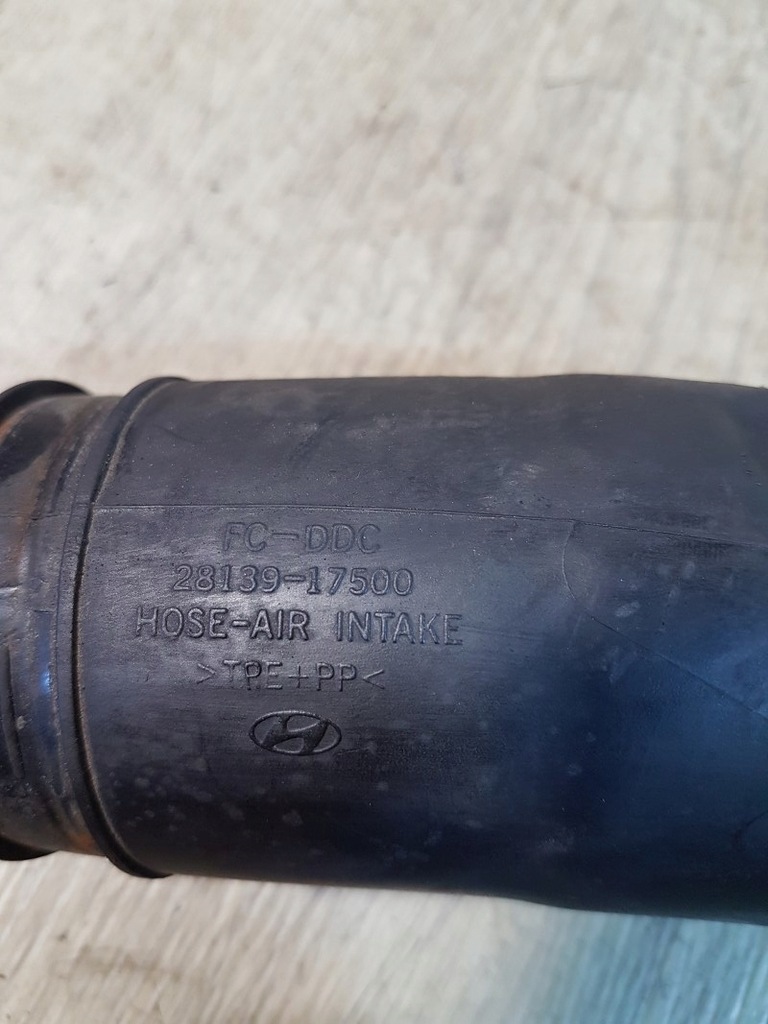 FC-DDC
28139-17500
HOSE-AIR INTAKE
>TPE+PP<